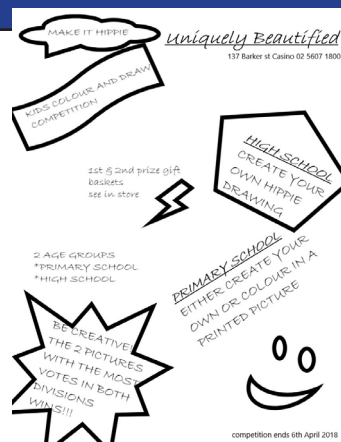 MAKE IT HIPPIE
Uniquely Beautified
137 Barker st Casino 02 5607 1800
KIDS COLOUR AND DRAW
COMPETITION
HIGH SCHOOL
CREATE YOUR
OWN HIPPIE
DRAWING
1st & 2nd prize gift
baskets
see in store
2 AGE GROUPS
*PRIMARY SCHOOL
*HIGH SCHOOL
PRIMARY SCHOOL
EITHER CREATE YOUR
OWN OR COLOUR IN A
PRINTED PICTURE
BE CREATIVE!
THE 2 PICTURES
WITH THE MOST
VOTES IN BOTH
DIVISIONS
WINS!!!
competition ends 6th April 2018